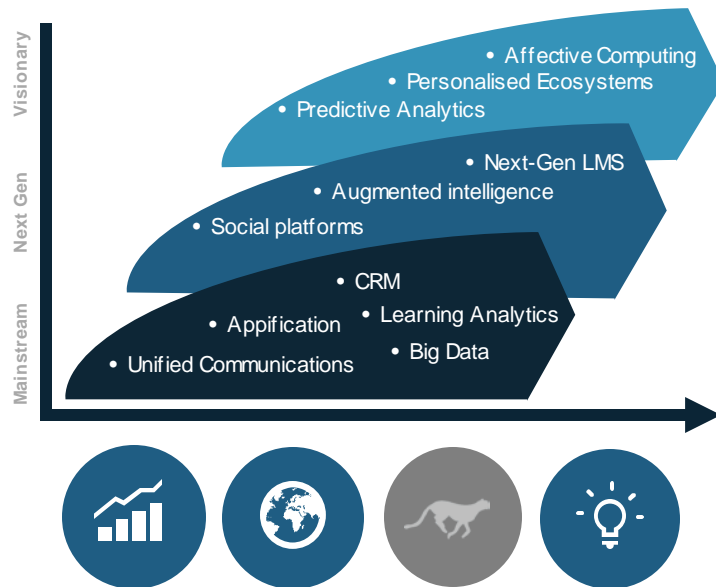 Visionary
• Affective Computing
• Personalised Ecosystems
• Predictive Analytics
Next Gen
• Next-Gen LMS
• Augmented intelligence
• Social platforms
Mainstream
• CRM
• Learning Analytics
• Appification
• Big Data
• Unified Communications